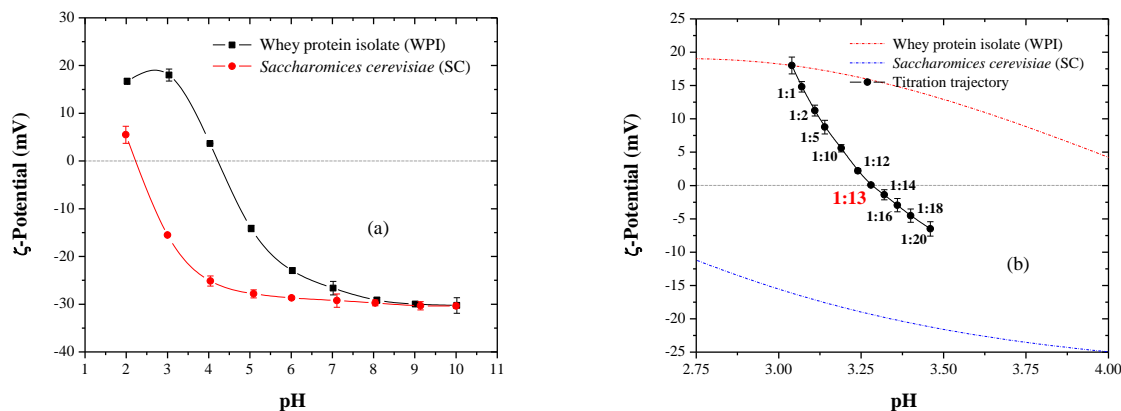 30
20
10
0
-10
-20
-30
-40
ζ-Potential (mV)
Whey protein isolate (WPI)
Saccharomices cerevisiae (SC)
(a)
1 2 3 4 5 6 7 8 9 10 11
pH
25
20
15
10
5
0
-5
-10
-15
-20
-25
ζ-Potential (mV)
Whey protein isolate (WPI)
Saccharomices cerevisiae (SC)
Titration trajectory
1:1
1:2
1:5
1:10
1:12
1:13
1:14
1:16
1:18
1:20
(b)
2.75 3.00 3.25 3.50 3.75 4.00
pH